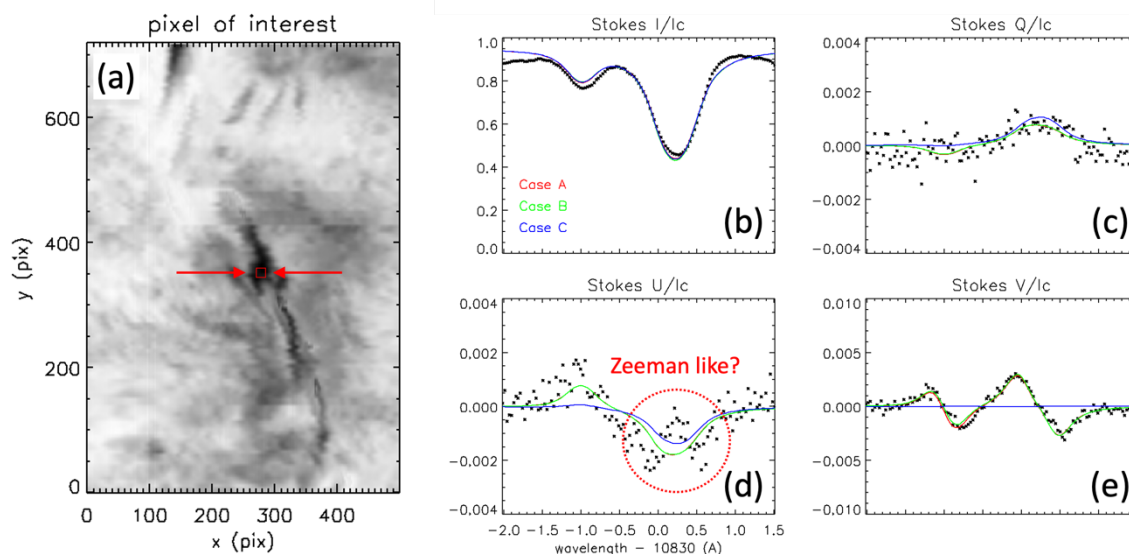 pixel of interest
(a)
600
400
200
0
y (pix)
0 100 200 300 400
x (pix)
Stokes I/Ic
1.0
0.8
0.6
0.4
0.2
0.0
Case A
Case B
Case C
(b)
Stokes Q/Ic
0.004
0.002
0.000
−0.002
−0.004
(c)
Stokes U/Ic
0.004
0.002
0.000
−0.002
−0.004
Zeeman like?
(d)
−2.0 −1.5 −1.0 −0.5 0.0 0.5 1.0 1.5
wavelength − 10830 (A)
Stokes V/Ic
0.010
0.005
0.000
−0.005
−0.010
(e)